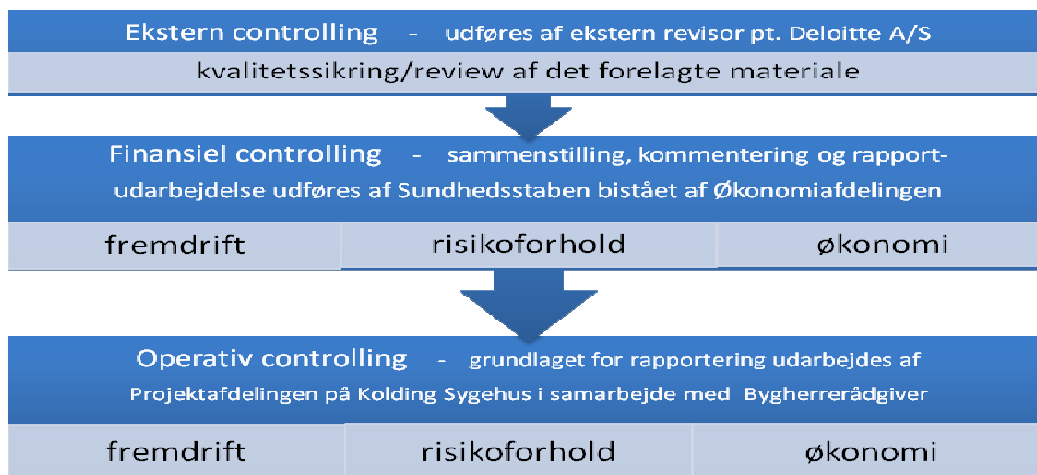 Ekstern controlling - udføres af ekstern revisor pt. Deloitte A/S
kvalitetssikring/review af det forelagte materiale
Finansiel controlling - sammenstilling, kommentering og rapport-
udarbejdelse udføres af Sundhedsstaben bistået af Økonomiafdelingen
fremdrift risikoforhold økonomi
Operativ controlling - grundlaget for rapportering udarbejdes af
Projektafdelingen på Kolding Sygehus i samarbejde med Bygherrerådgiver
fremdrift risikoforhold økonomi